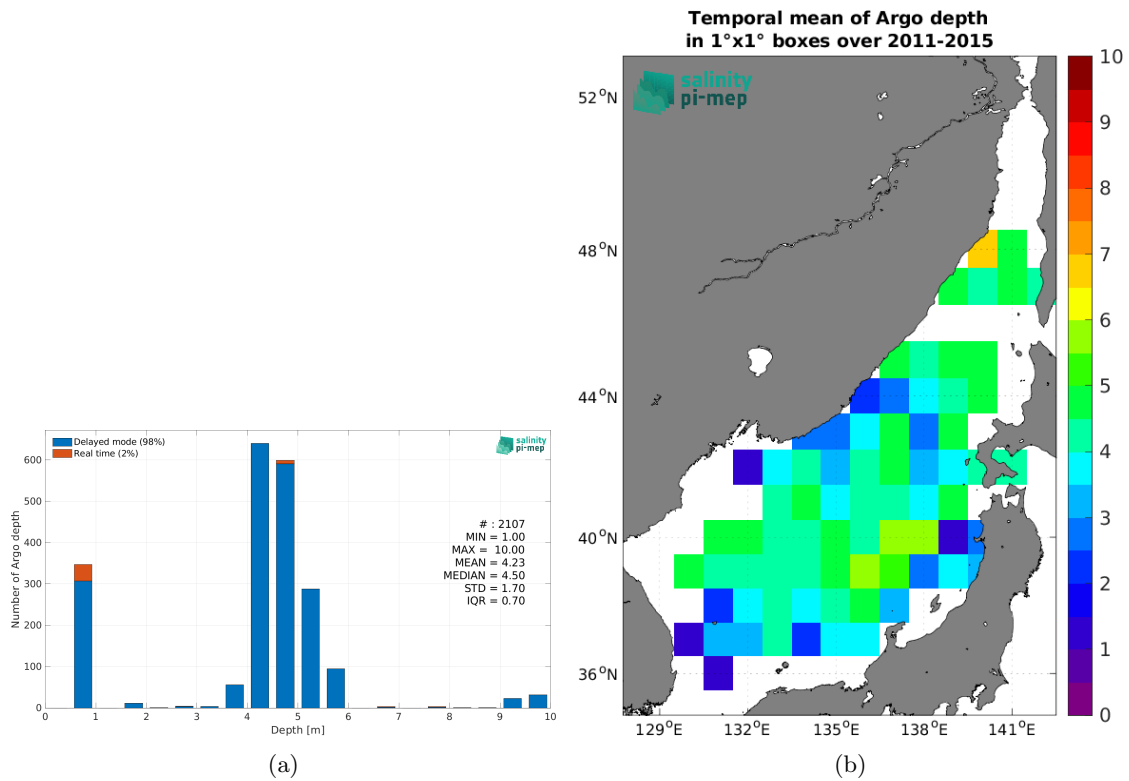 Delayed mode (98%)
Real time (2%)
salinity
pi-mep
# : 2107
MIN = 1.00
MAX = 10.00
MEAN = 4.23
MEDIAN = 4.50
STD = 1.70
IQR = 0.70
Number of Argo depth
600
500
400
300
200
100
0
0 1 2 3 4 5 6 7 8 9 10
Depth [m]
(a)
Temporal mean of Argo depth
in 1°x1° boxes over 2011-2015
salinity
pi-mep
52°N
48°N
44°N
40°N
36°N
129°E 132°E 135°E 138°E 141°E
10
9
8
7
6
5
4
3
2
1
0
(b)